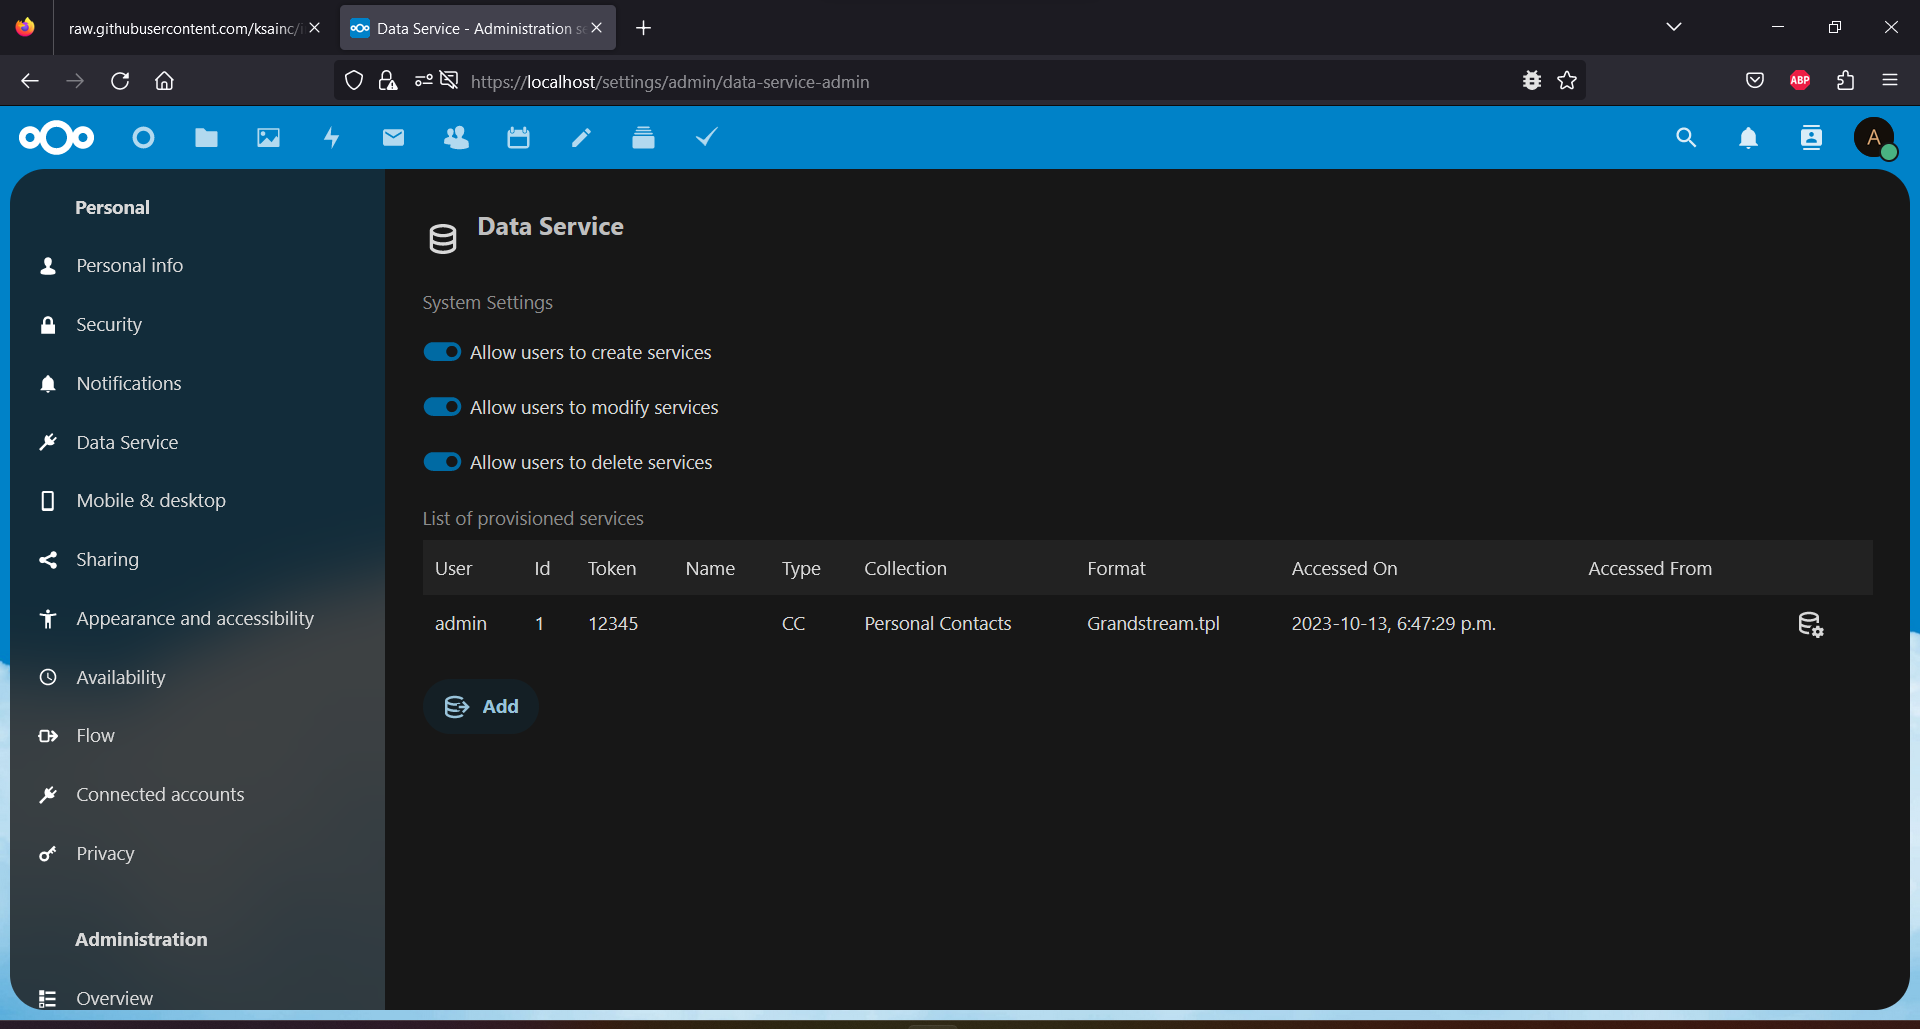 raw.githubusercontent.com/ksainc/
Data Service - Administration se
https://localhost/settings/admin/data-service-admin
ABP
A
Personal
Personal info
Security
Notifications
Data Service
Mobile & desktop
Sharing
Appearance and accessibility
Availability
Flow
Connected accounts
Privacy
Administration
Overview
Data Service
System Settings
Allow users to create services
Allow users to modify services
Allow users to delete services
List of provisioned services
User Id Token Name Type Collection Format Accessed On Accessed From
admin 1 12345 CC Personal Contacts Grandstream.tpl 2023-10-13, 6:47:29 p.m.
Add